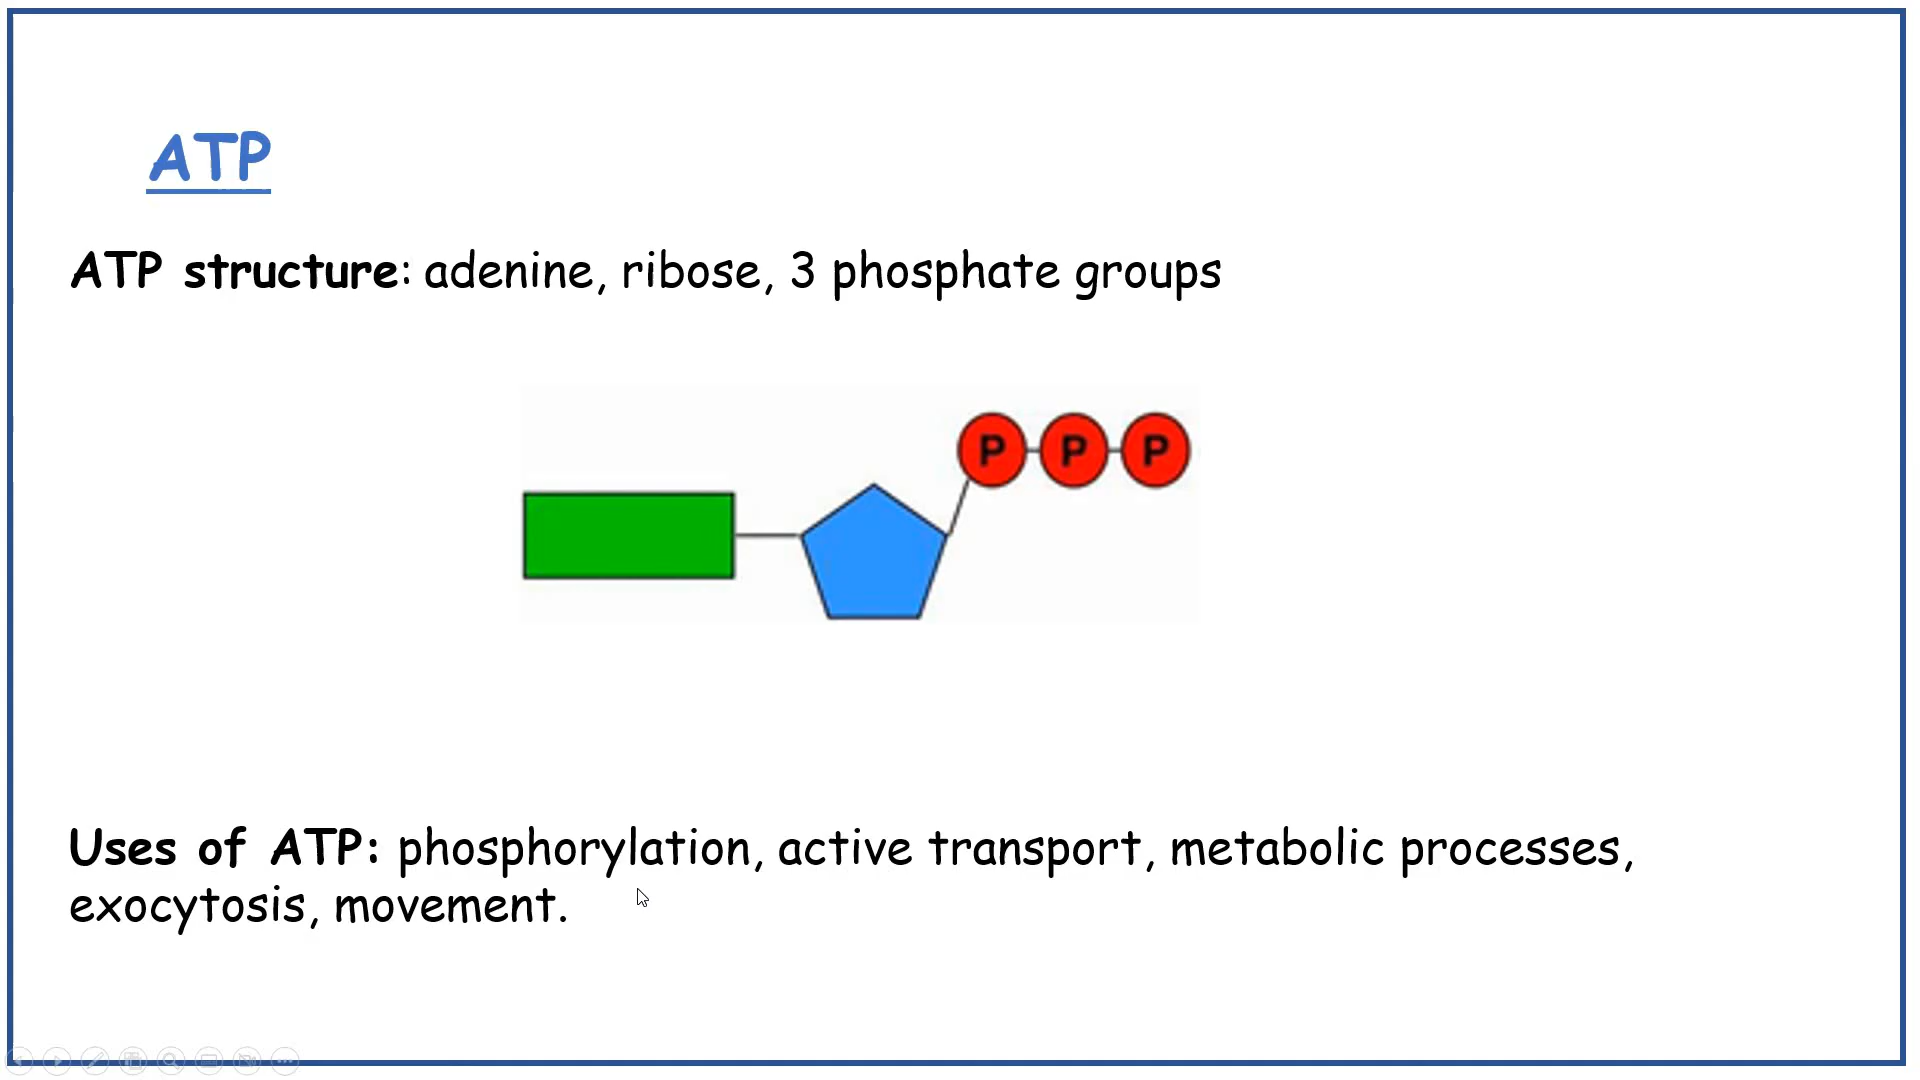 ATP
ATP structure: adenine, ribose, 3 phosphate groups
P P P
Uses of ATP: phosphorylation, active transport, metabolic processes,
exocytosis, movement.